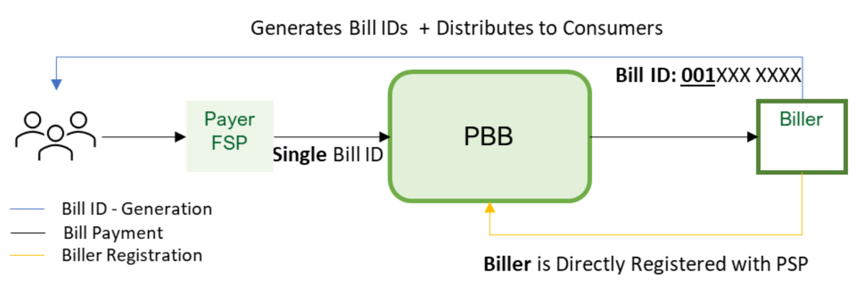 Generates Bill IDs + Distributes to Consumers
Bill ID: 001XXX XXXX
Payer
FSP
Single Bill ID
PBB
Biller
Bill ID - Generation
Bill Payment
Biller Registration
Biller is Directly Registered with PSP